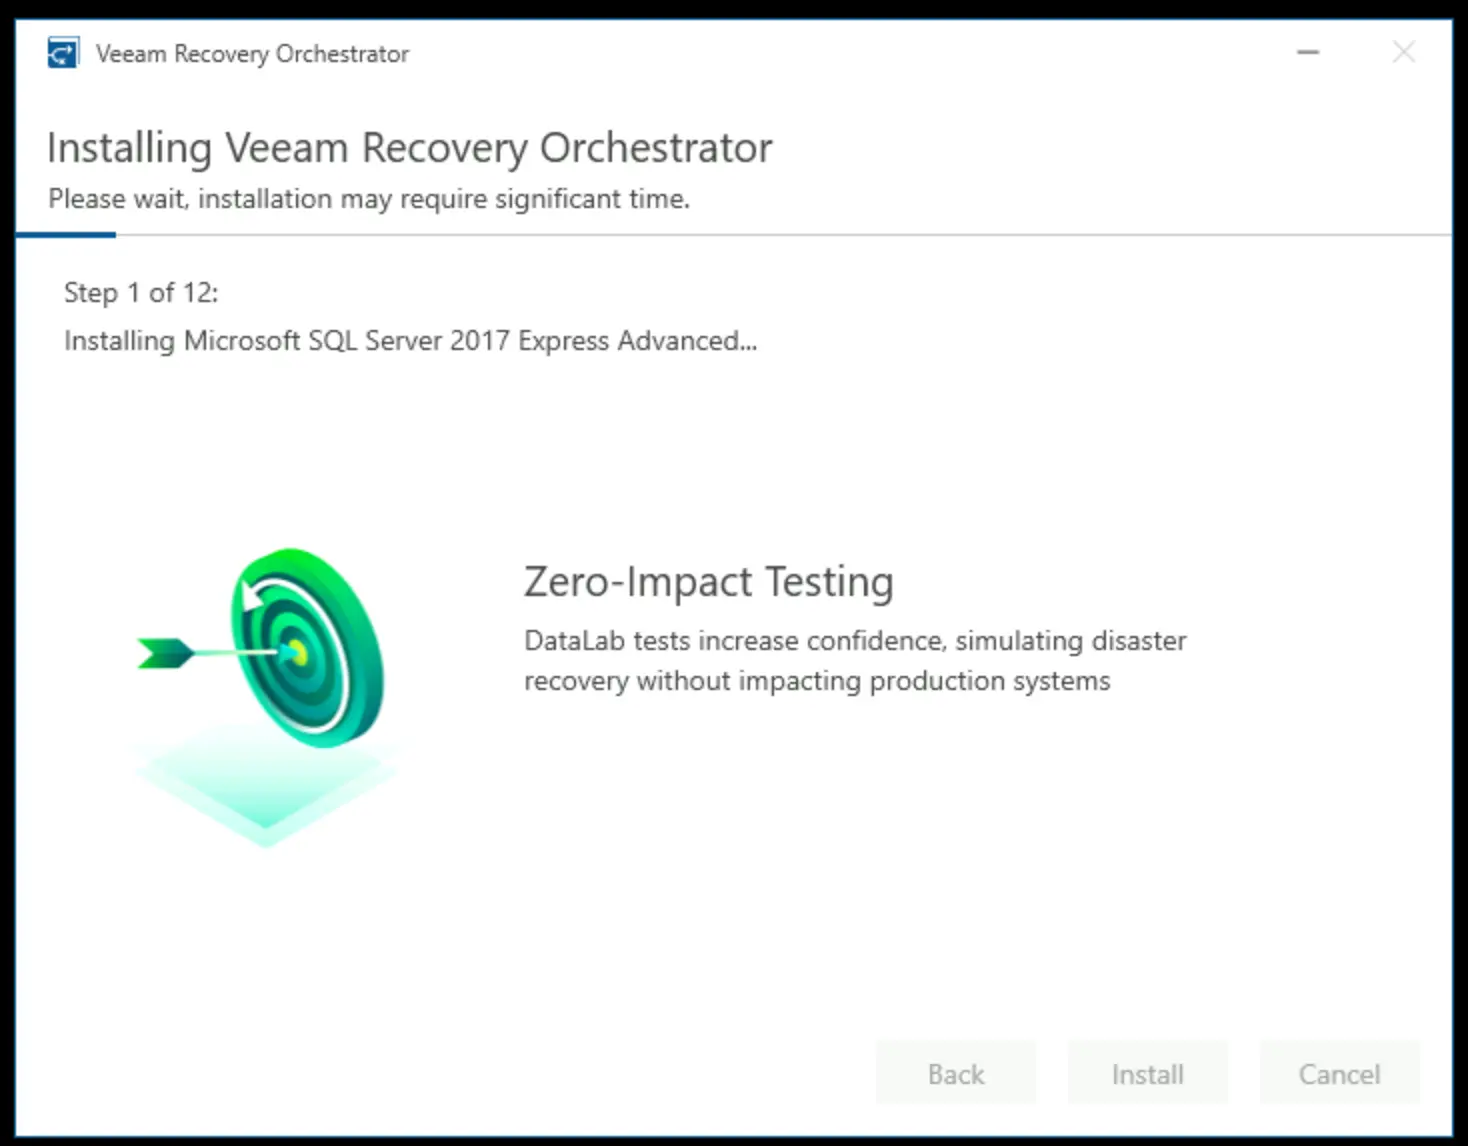 Veeam Recovery Orchestrator
Installing Veeam Recovery Orchestrator
Please wait, installation may require significant time.
Step 1 of 12:
Installing Microsoft SQL Server 2017 Express Advanced...
Zero-Impact Testing
DataLab tests increase confidence, simulating disaster
recovery without impacting production systems
Back
Install
Cancel